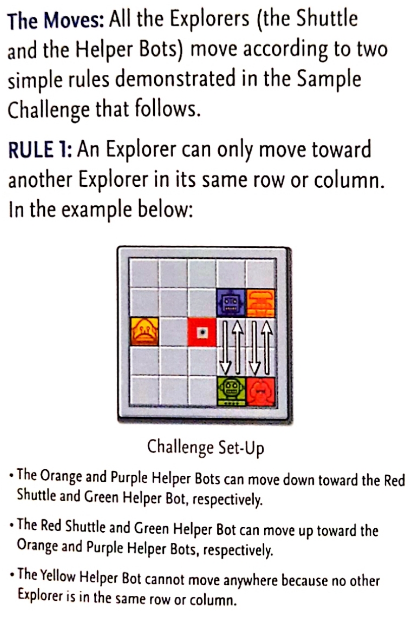 The Moves: All the Explorers (the Shuttle
and the Helper Bots) move according to two
simple rules demonstrated in the Sample
Challenge that follows.
RULE 1: An Explorer can only move toward
another Explorer in its same row or column.
In the example below:
Challenge Set-Up
• The Orange and Purple Helper Bots can move down toward the Red
Shuttle and Green Helper Bot, respectively.
• The Red Shuttle and Green Helper Bot can move up toward the
Orange and Purple Helper Bots, respectively.
• The Yellow Helper Bot cannot move anywhere because no other
Explorer is in the same row or column.